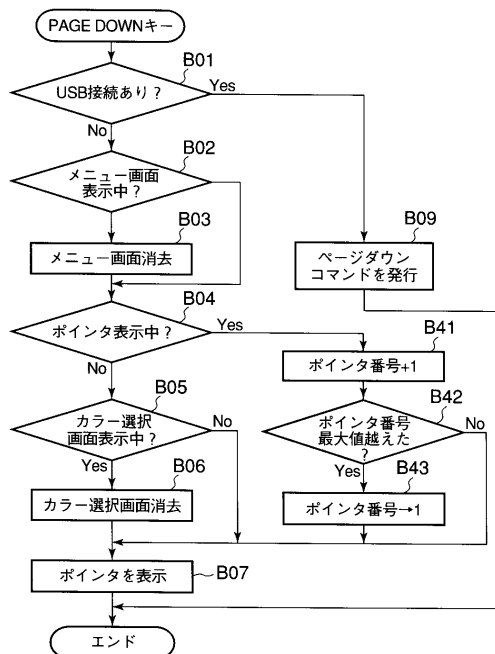 PAGE DOWNキー
B01
USB接続あり?
Yes
No
B02
メニュー画面
表示中?
B03
メニュー画面消去
B09
ページダウン
コマンドを発行
B04
ポインタ表示中?
Yes
No
B41
ポインタ番号+1
B05
カラー選択
画面表示中?
No
Yes
B42
ポインタ番号
最大値越えた
?
No
Yes
B06
カラー選択画面消去
B43
ポインタ番号→1
ポインタを表示
B07
エンド